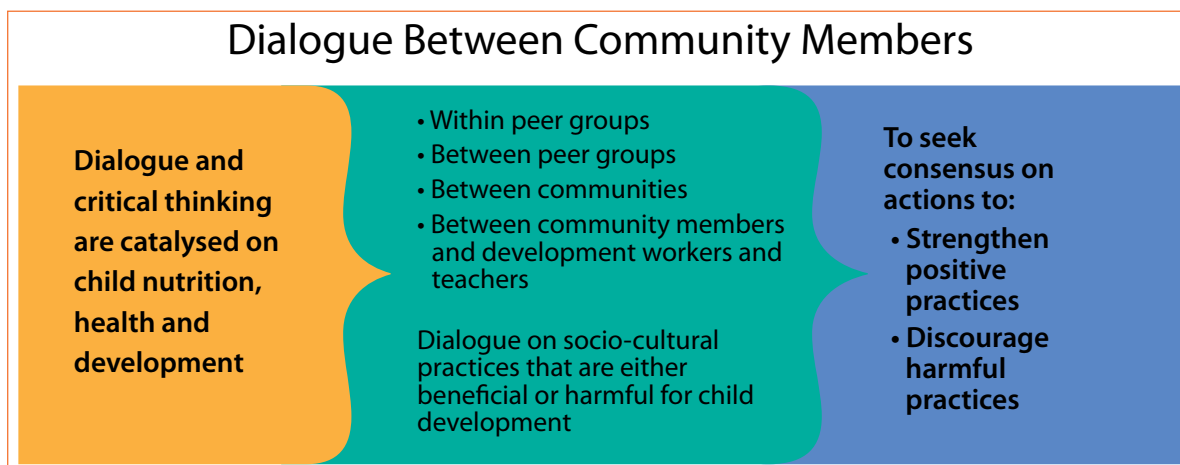 Dialogue Between Community Members
Dialogue and
critical thinking
are catalysed on
child nutrition,
health and
development
• Within peer groups
• Between peer groups
• Between communities
• Between community members
and development workers and
teachers
Dialogue on socio-cultural
practices that are either
beneficial or harmful for child
development
To seek
consensus on
actions to:
• Strengthen
positive
practices
• Discourage
harmful
practices